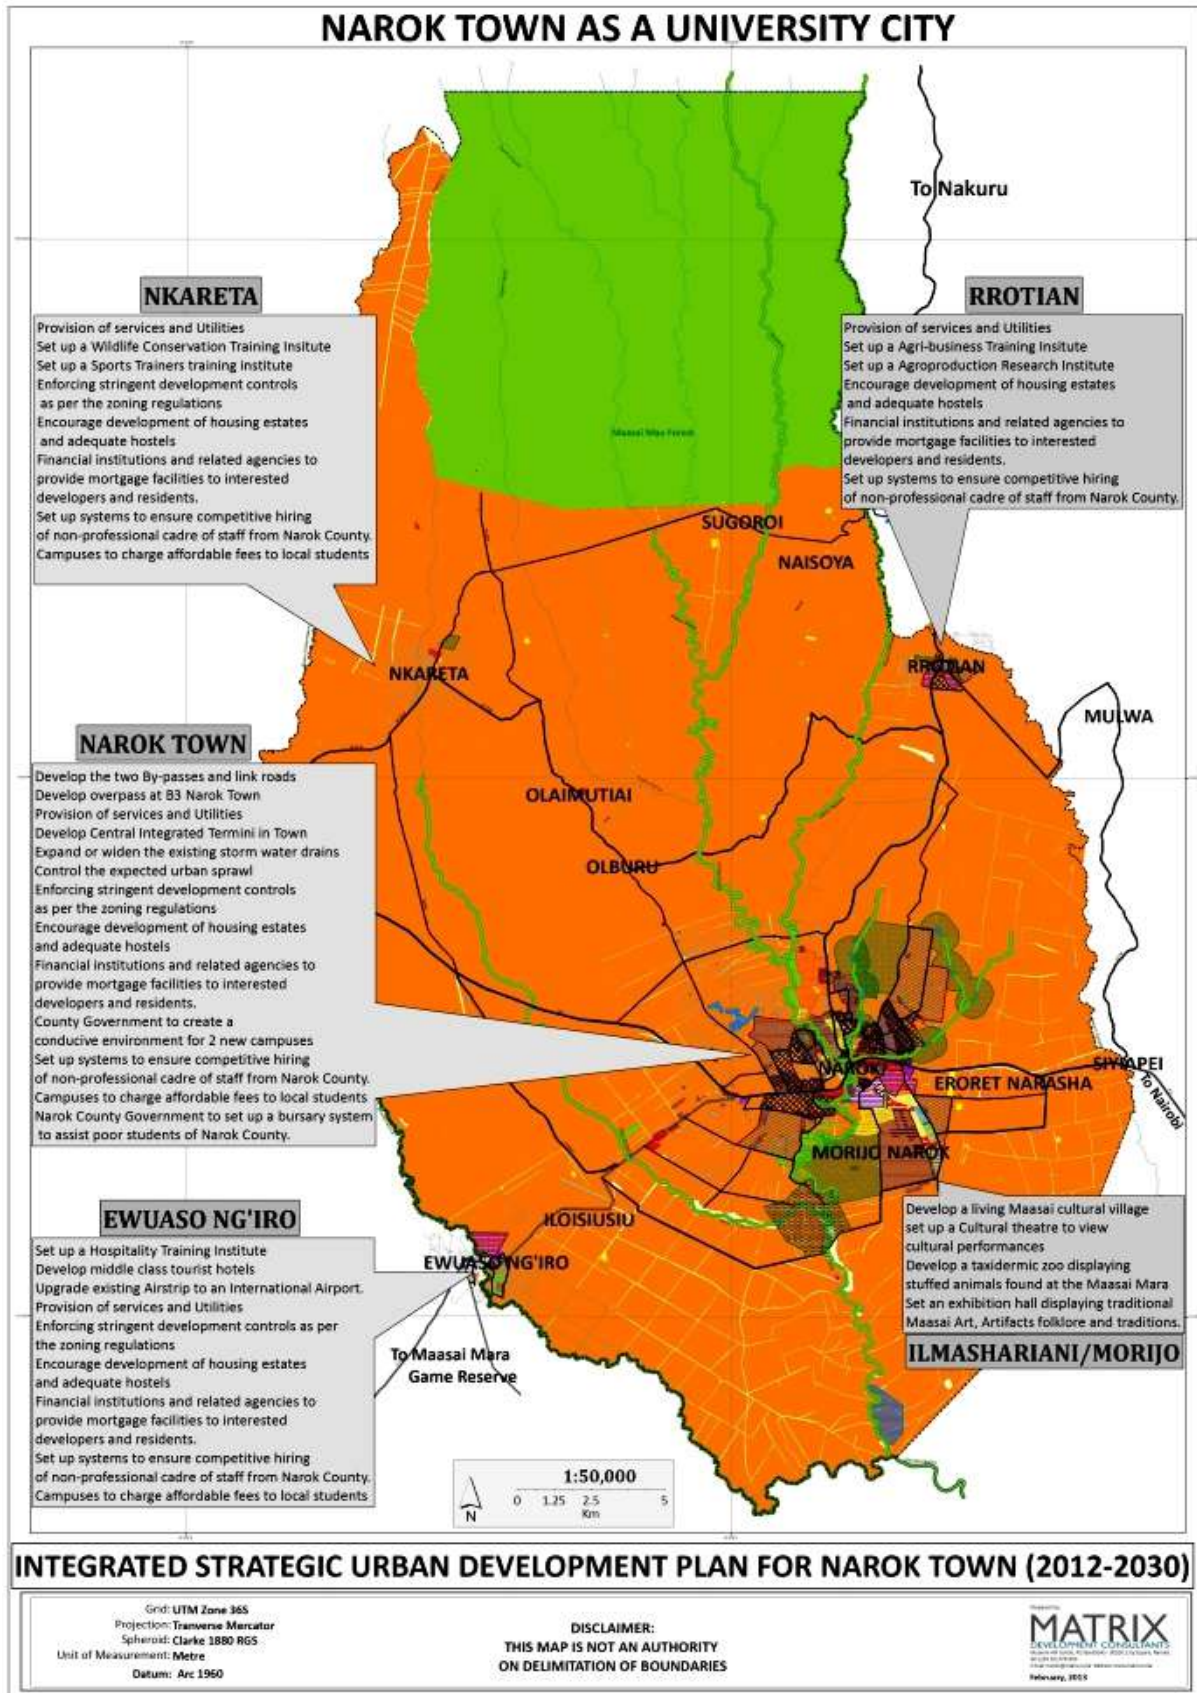 NAROK TOWN AS A UNIVERSITY CITY
To Nakuru
NKARETA
Provision of services and Utilities
Set up a Wildlife Conservation Training Insitute
Set up a Sports Trainers training institute
Enforcing stringent development controls
as per the zoning regulations
Encourage development of housing estates
and adequate hostels
Financial institutions and related agencies to
provide mortgage facilities to interested
developers and residents.
Set up systems to ensure competitive hiring
of non-professional cadre of staff from Narok County.
Campuses to charge affordable fees to local students
RROTIAN
Provision of services and Utilities
Set up a Agri-business Training Insitute
Set up a Agroproduction Research Institute
Encourage development of housing estates
and adequate hostels
Financial institutions and related agencies to
provide mortgage facilities to interested
developers and residents.
Set up systems to ensure competitive hiring
of non-professional cadre of staff from Narok County.
Maasai Mau Forest
SUGOROI
NAISOYA
NKARETA
RROTIAN
MULWA
NAROK TOWN
Develop the two By-passes and link roads
Develop overpass at B3 Narok Town
Provision of services and Utilities
Develop Central Integrated Termini in Town
Expand or widen the existing storm water drains
Control the expected urban sprawl
Enforcing stringent development controls
as per the zoning regulations
Encourage development of housing estates
and adequate hostels
Financial institutions and related agencies to
provide mortgage facilities to interested
developers and residents.
County Government to create a
conducive environment for 2 new campuses
Set up systems to ensure competitive hiring
of non-professional cadre of staff from Narok County.
Campuses to charge affordable fees to local students
Narok County Government to set up a bursary system
to assist poor students of Narok County.
OLAIMUTIAI
OLBURU
NAROK
SIYIAPEI
ERORET NARASHA
To Nairobi
MORIJO NAROK
ILOISIUSIU
EWUASO NG'IRO
EWUASO NG'IRO
Set up a Hospitality Training Institute
Develop middle class tourist hotels
Upgrade existing Airstrip to an International Airport.
Provision of services and Utilities
Enforcing stringent development controls as per
the zoning regulations
Encourage development of housing estates
and adequate hostels
Financial institutions and related agencies to
provide mortgage facilities to interested
developers and residents.
Set up systems to ensure competitive hiring
of non-professional cadre of staff from Narok County.
Campuses to charge affordable fees to local students
To Maasai Mara
Game Reserve
Develop a living Maasai cultural village
set up a Cultural theatre to view
cultural performances
Develop a taxidermic zoo displaying
stuffed animals found at the Maasai Mara
Set an exhibition hall displaying traditional
Maasai Art, Artifacts folklore and traditions.
ILMASHARIANI/MORIJO
1:50,000
0 1.25 2.5 5
Km
N
INTEGRATED STRATEGIC URBAN DEVELOPMENT PLAN FOR NAROK TOWN (2012-2030)
Grid: UTM Zone 36S
Projection: Tranverse Mercator
Spheroid: Clarke 1880 RGS
Unit of Measurement: Metre
Datum: Arc 1960
DISCLAIMER:
THIS MAP IS NOT AN AUTHORITY
ON DELIMITATION OF BOUNDARIES
MATRIX
DEVELOPMENT CONSULTANTS
February, 2013